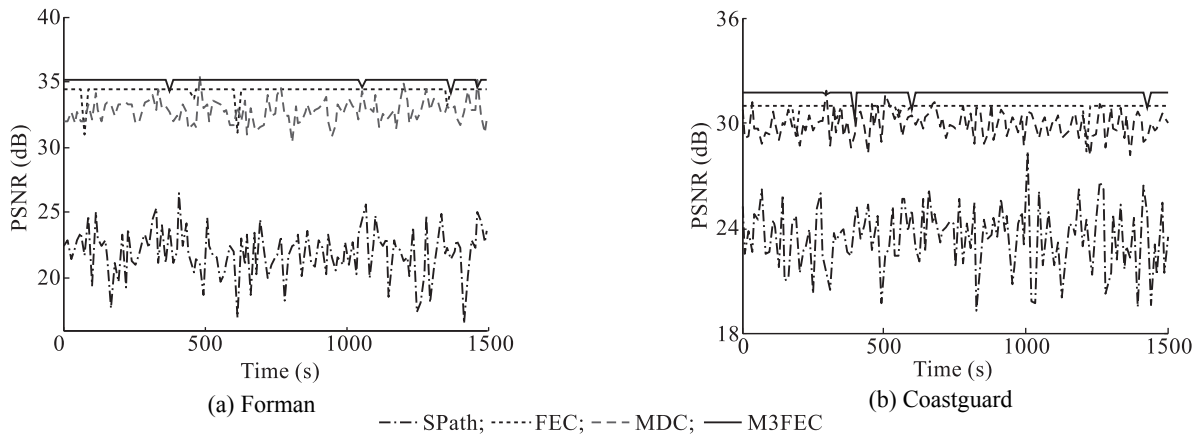 40
35
30
25
20
PSNR (dB)
0 500 1000 1500
Time (s)
(a) Forman
36
30
24
18
PSNR (dB)
0 500 1000 1500
Time (s)
(b) Coastguard
SPath; FEC; MDC; M3FEC